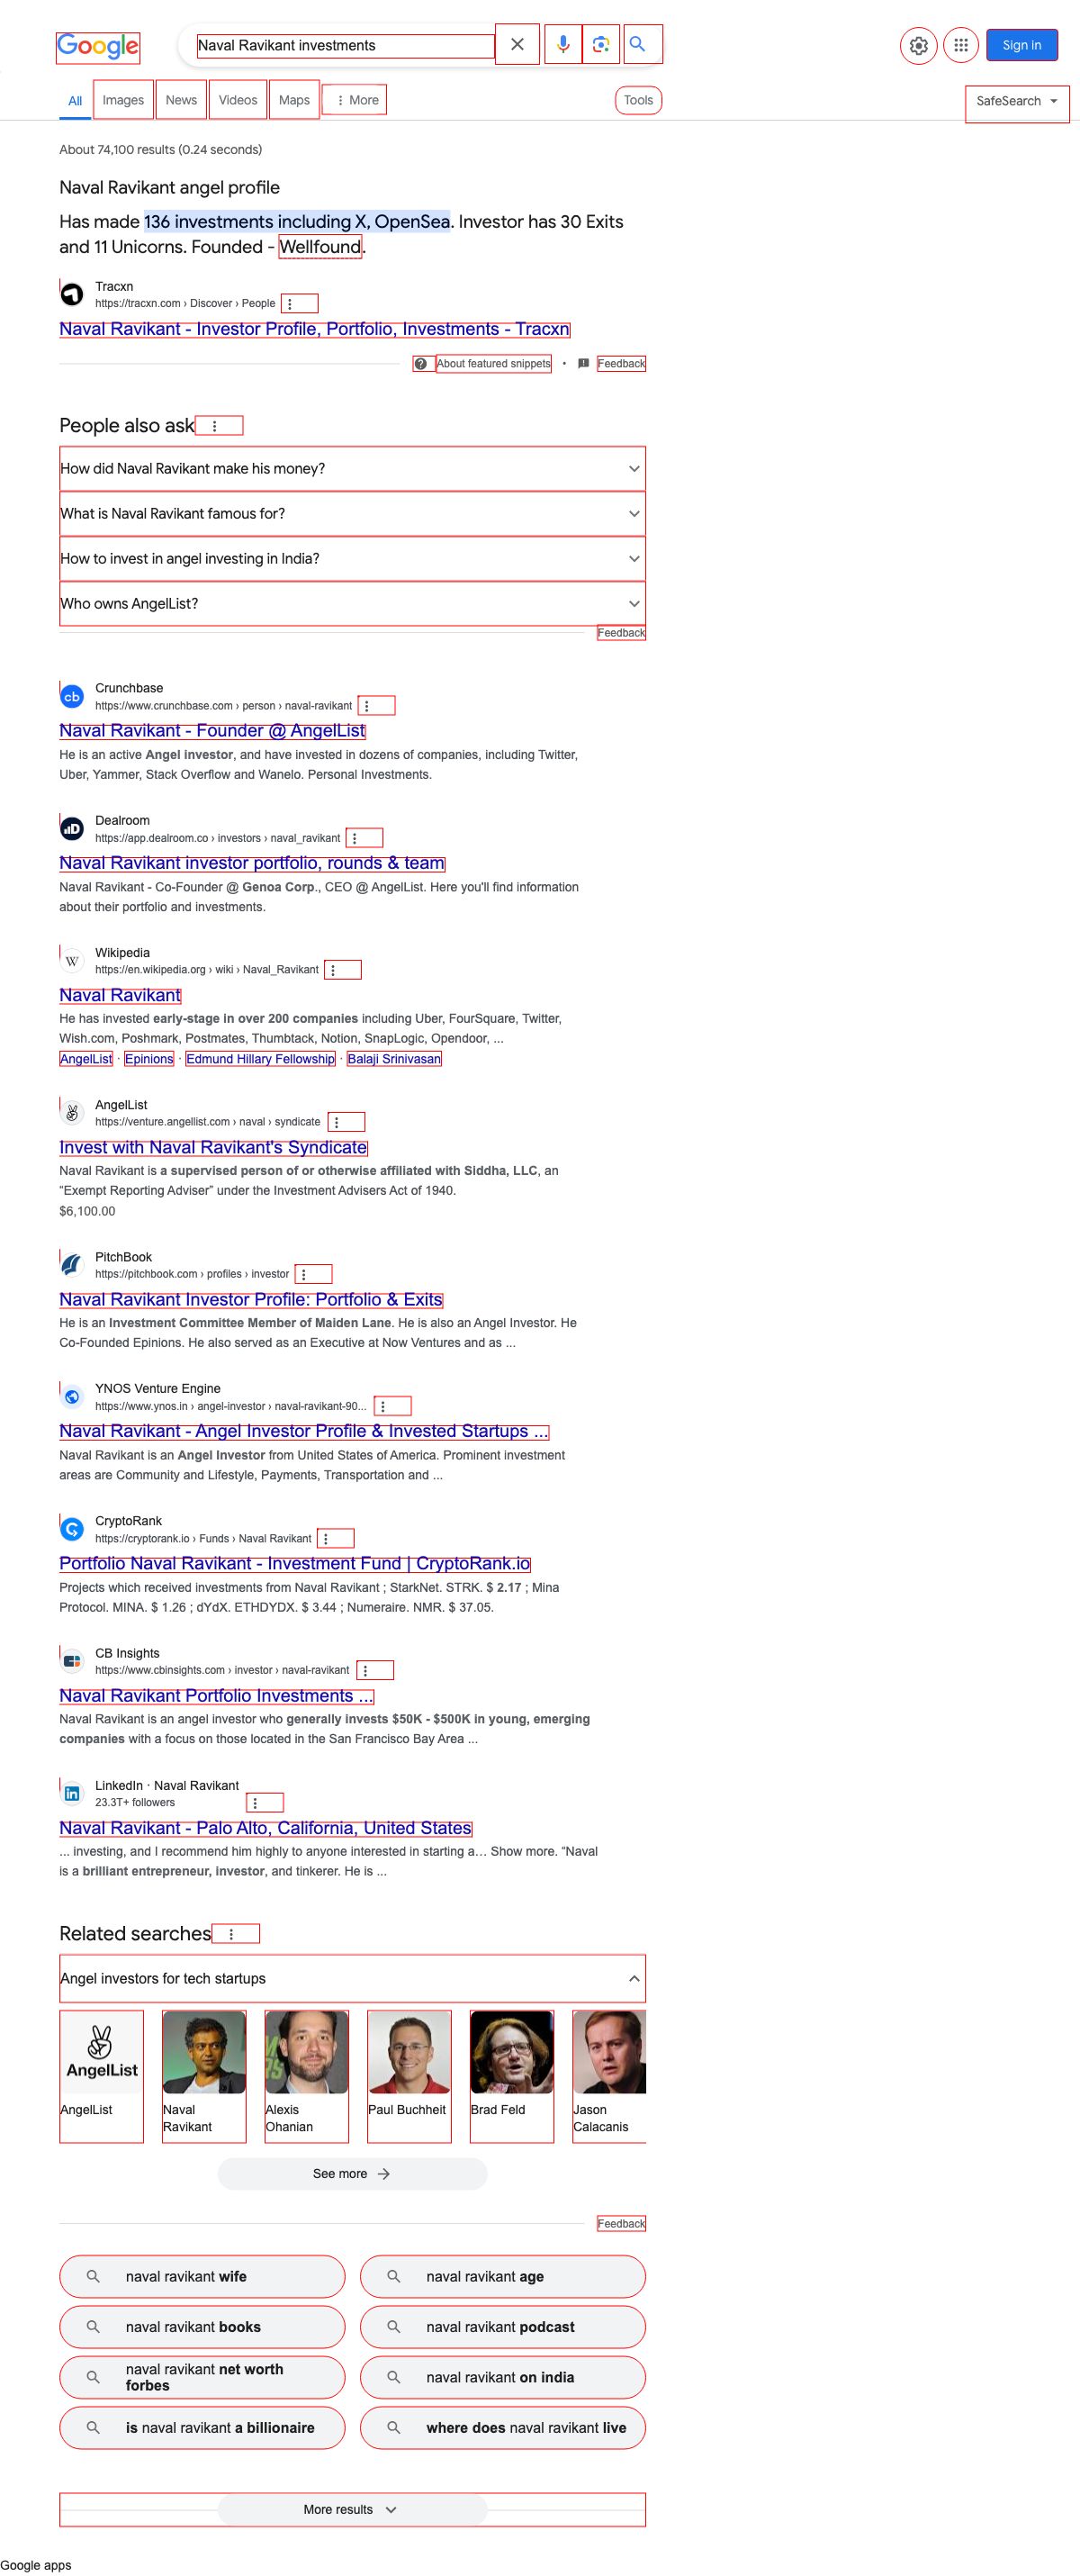 Google
Naval Ravikant investments
Sign in
All
Images
News
Videos
Maps
More
Tools
SafeSearch
About 74,100 results (0.24 seconds)
Naval Ravikant angel profile
Has made 136 investments including X, OpenSea. Investor has 30 Exits
and 11 Unicorns. Founded - Wellfound.
Tracxn
https://tracxn.com › Discover › People
Naval Ravikant - Investor Profile, Portfolio, Investments - Tracxn
About featured snippets • Feedback
People also ask
How did Naval Ravikant make his money?
What is Naval Ravikant famous for?
How to invest in angel investing in India?
Who owns AngelList?
Feedback
cb
Crunchbase
https://www.crunchbase.com › person › naval-ravikant
Naval Ravikant - Founder @ AngelList
He is an active Angel investor, and have invested in dozens of companies, including Twitter,
Uber, Yammer, Stack Overflow and Wanelo. Personal Investments.
Dealroom
https://app.dealroom.co › investors › naval_ravikant
Naval Ravikant investor portfolio, rounds & team
Naval Ravikant - Co-Founder @ Genoa Corp., CEO @ AngelList. Here you'll find information
about their portfolio and investments.
W
Wikipedia
https://en.wikipedia.org › wiki › Naval_Ravikant
Naval Ravikant
He has invested early-stage in over 200 companies including Uber, FourSquare, Twitter,
Wish.com, Poshmark, Postmates, Thumbtack, Notion, SnapLogic, Opendoor, ...
AngelList · Epinions · Edmund Hillary Fellowship · Balaji Srinivasan
AngelList
https://venture.angellist.com › naval › syndicate
Invest with Naval Ravikant's Syndicate
Naval Ravikant is a supervised person of or otherwise affiliated with Siddha, LLC, an
“Exempt Reporting Adviser” under the Investment Advisers Act of 1940.
$6,100.00
PitchBook
https://pitchbook.com › profiles › investor
Naval Ravikant Investor Profile: Portfolio & Exits
He is an Investment Committee Member of Maiden Lane. He is also an Angel Investor. He
Co-Founded Epinions. He also served as an Executive at Now Ventures and as ...
YNOS Venture Engine
https://www.ynos.in › angel-investor › naval-ravikant-90...
Naval Ravikant - Angel Investor Profile & Invested Startups ...
Naval Ravikant is an Angel Investor from United States of America. Prominent investment
areas are Community and Lifestyle, Payments, Transportation and ...
CryptoRank
https://cryptorank.io › Funds › Naval Ravikant
Portfolio Naval Ravikant - Investment Fund | CryptoRank.io
Projects which received investments from Naval Ravikant ; StarkNet. STRK. $ 2.17 ; Mina
Protocol. MINA. $ 1.26 ; dYdX. ETHDYDX. $ 3.44 ; Numeraire. NMR. $ 37.05.
CB Insights
https://www.cbinsights.com › investor › naval-ravikant
Naval Ravikant Portfolio Investments ...
Naval Ravikant is an angel investor who generally invests $50K - $500K in young, emerging
companies with a focus on those located in the San Francisco Bay Area ...
in
LinkedIn · Naval Ravikant
23.3T+ followers
Naval Ravikant - Palo Alto, California, United States
... investing, and I recommend him highly to anyone interested in starting a… Show more. “Naval
is a brilliant entrepreneur, investor, and tinkerer. He is ...
Related searches
Angel investors for tech startups
AngelList
AngelList
Naval
Ravikant
Alexis
Ohanian
Paul Buchheit
Brad Feld
Jason
Calacanis
See more
Feedback
naval ravikant wife
naval ravikant age
naval ravikant books
naval ravikant podcast
naval ravikant net worth
forbes
naval ravikant on india
is naval ravikant a billionaire
where does naval ravikant live
More results
Google apps